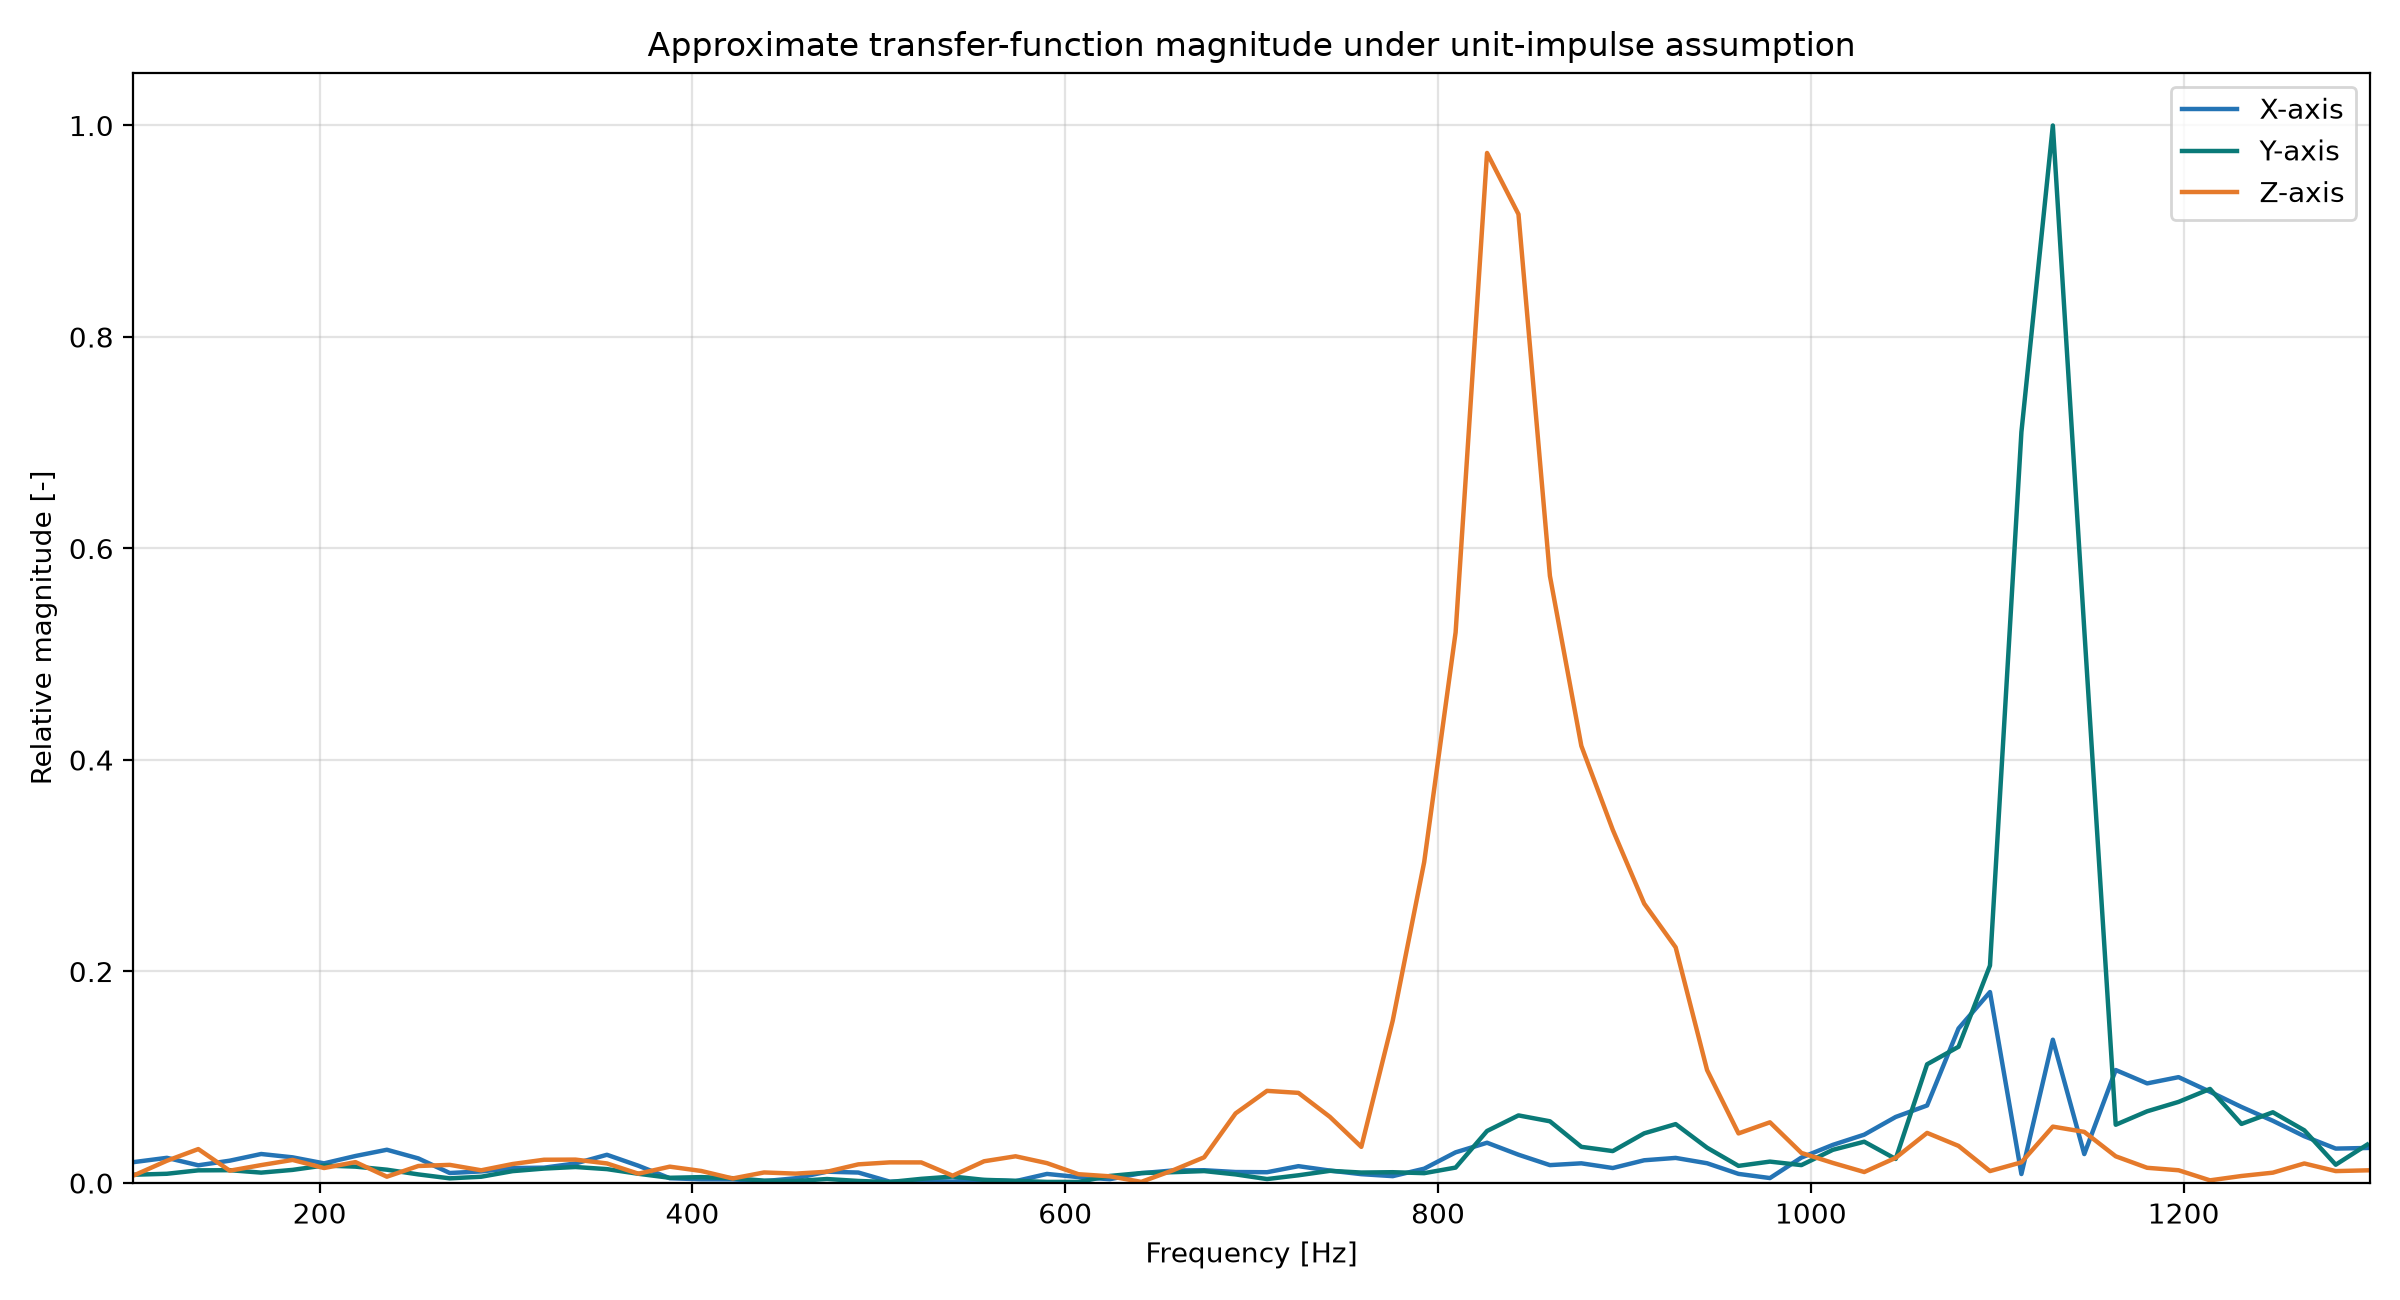 Approximate transfer-function magnitude under unit-impulse assumption
X-axis
Y-axis
Z-axis
Relative magnitude [-]
1.0
0.8
0.6
0.4
0.2
0.0
200 400 600 800 1000 1200
Frequency [Hz]